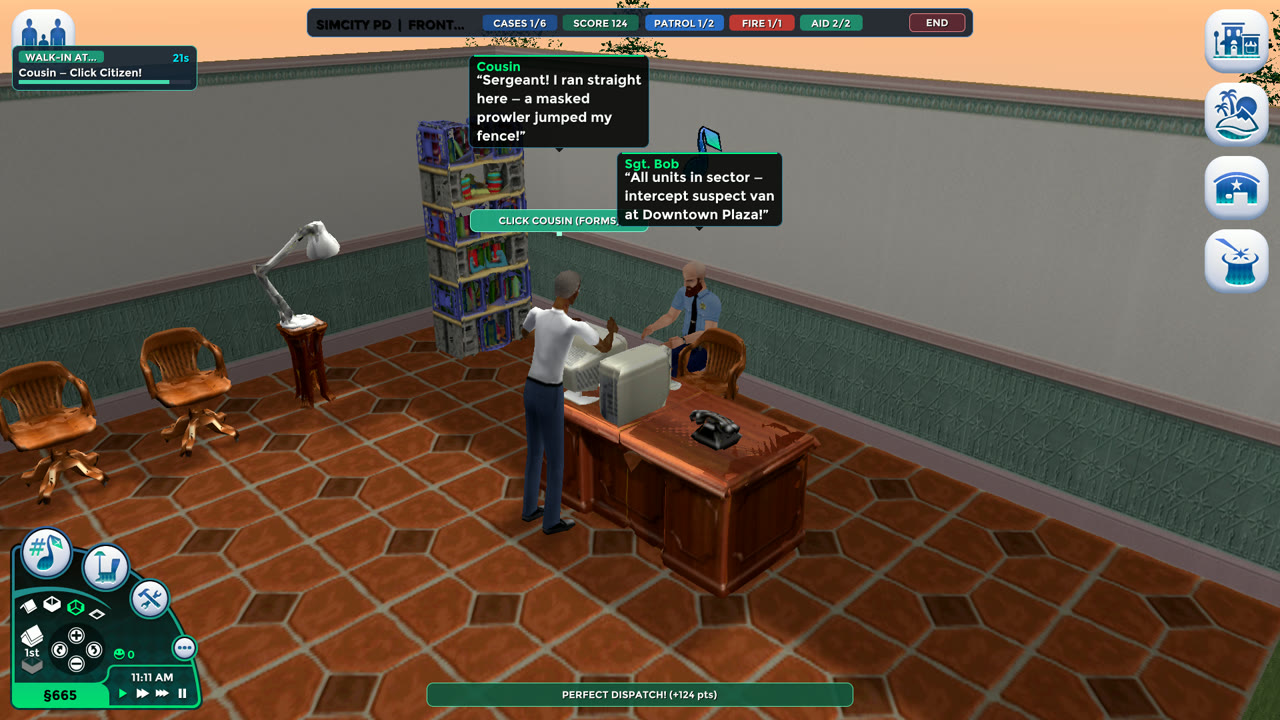 SIMCITY PD | FRONT...
CASES 1/6
SCORE 124
PATROL 1/2
FIRE 1/1
AID 2/2
END
WALK-IN AT...
21s
Cousin – Click Citizen!
Cousin
“Sergeant! I ran straight
here – a masked
prowler jumped my
fence!”
Sgt. Bob
“All units in sector –
intercept suspect van
at Downtown Plaza!”
CLICK COUSIN (FORMS
1st
0
11:11 AM
§665
PERFECT DISPATCH! (+124 pts)